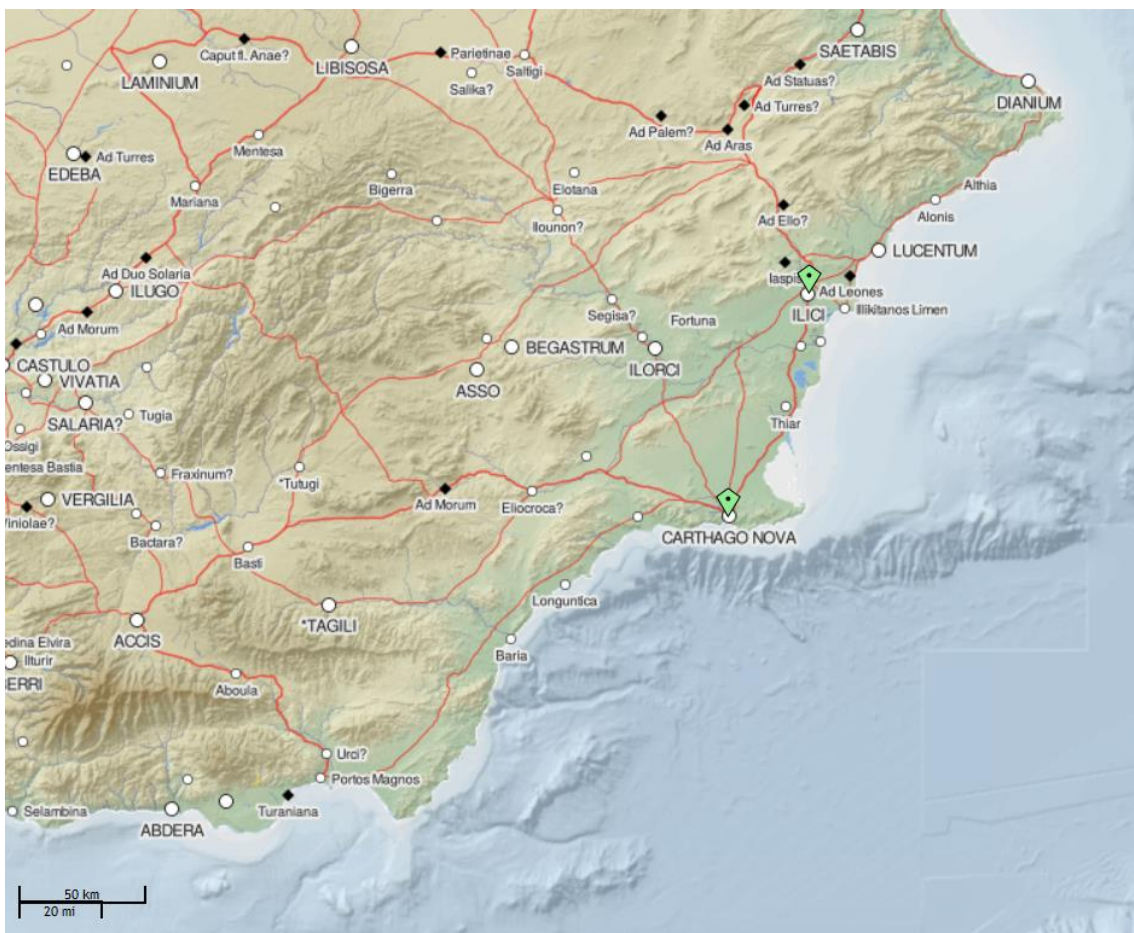 SAETABIS
Caput fl. Anae?
LIBISOSA
Parietinae
Saltigi
LAMINIUM
Salika?
Ad Statuas?
DIANIUM
Ad Turres?
Ad Palem?
Ad Aras
Mentesa
Ad Turres
EDEBA
Mariana
Bigerra
Elotana
Althia
Alonis
Ad Ello?
Ilounon?
LUCENTUM
Ad Duo Solaria
Iaspis
ILUGO
Ad Leones
Illikitanos Limen
ILICI
Segisa?
Fortuna
Ad Morum
BEGASTRUM
ILORCI
CASTULO
VIVATIA
ASSO
SALARIA?
Tugia
Thiar
Ossigi
entesa Bastia
Fraxinum?
*Tutugi
VERGILIA
Ad Morum
Eliocroca?
Viniolae?
Bactara?
CARTHAGO NOVA
Basti
Longuntica
*TAGILI
ACCIS
edina Elvira
Iturir
Baria
ERRI
Aboula
Urci?
Portos Magnos
Selambina
Turaniana
ABDERA
50 km
20 mi